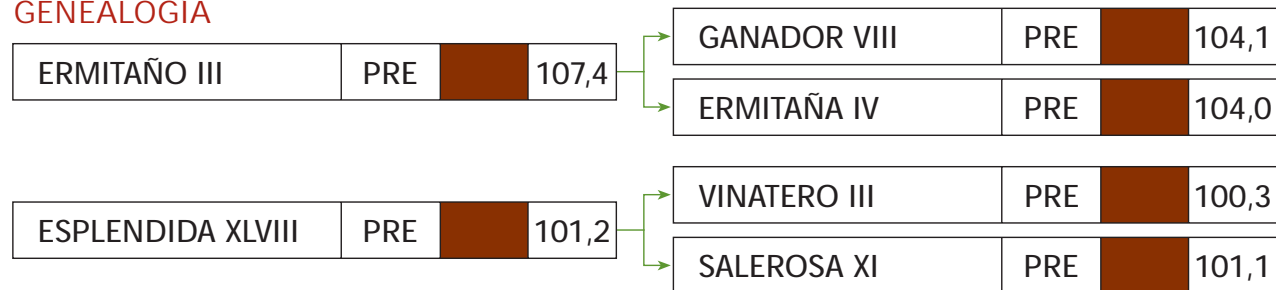 GENEALOGÍA
ERMITAÑO III PRE 107,4
GANADOR VIII PRE 104,1
ERMITAÑA IV PRE 104,0
ESPLENDIDA XLVIII PRE 101,2
VINATERO III PRE 100,3
SALEROSA XI PRE 101,1